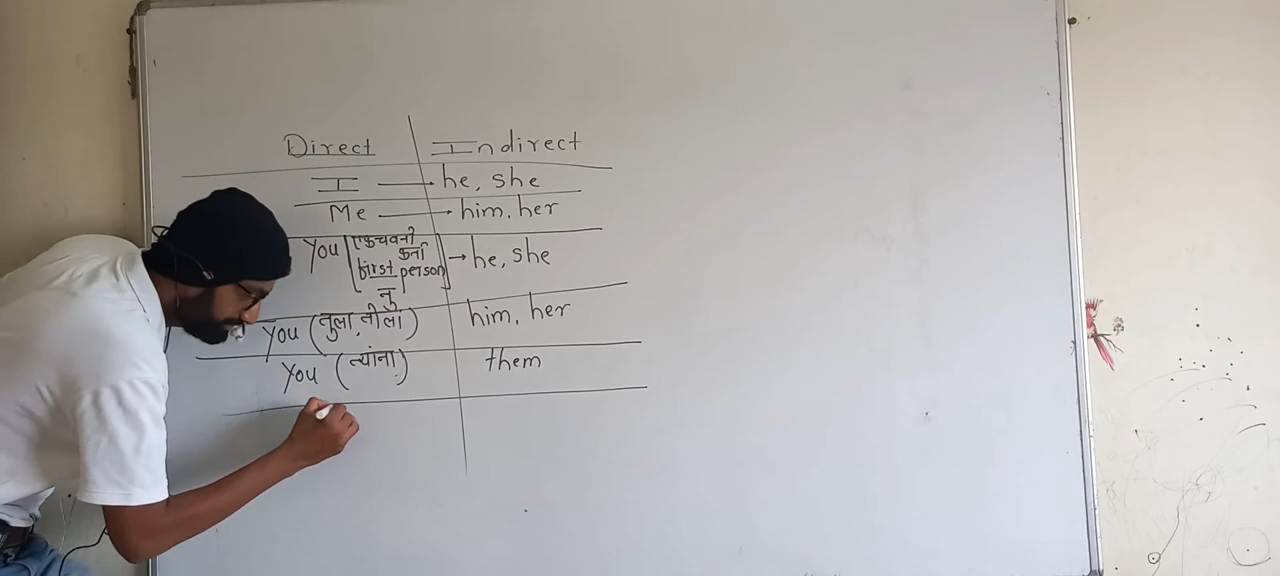 Direct Indirect
I → he, she
Me → him, her
You [एकवचनी कर्ता first person तु] → he, she
You (तुला, तीला) him, her
You (त्यांना) them